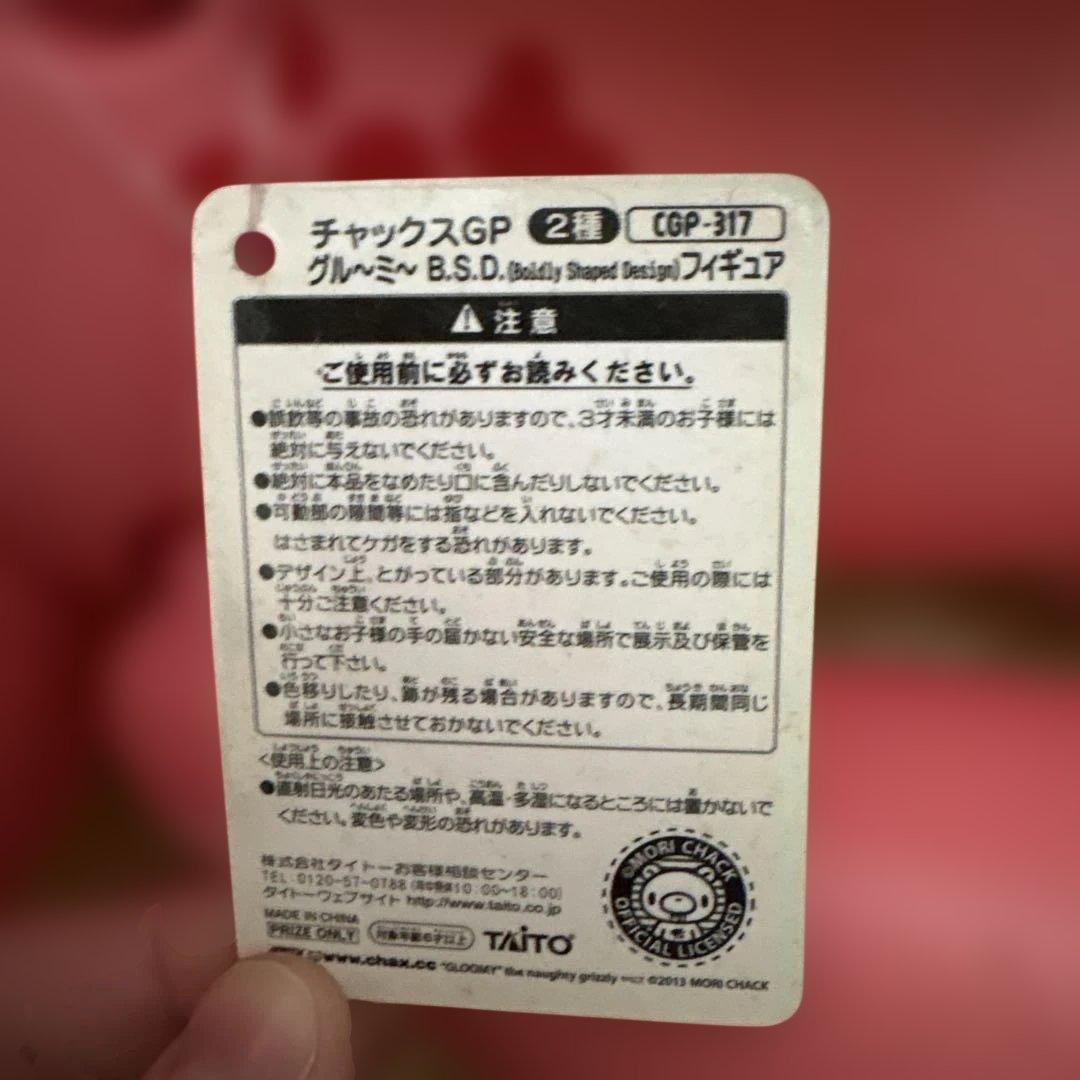 チャックスGP 2種 CGP-317
グル〜ミ〜 B.S.D.(Boldly Shaped Design)フィギュア
⚠ 注意
ご使用前に必ずお読みください。
●誤飲等の事故の恐れがありますので、3才未満のお子様には
絶対に与えないでください。
●絶対に本品をなめたり口に含んだりしないでください。
●可動部の隙間等には指などを入れないでください。
はさまれてケガをする恐れがあります。
●デザイン上、とがっている部分があります。ご使用の際には
十分ご注意ください。
●小さなお子様の手の届かない安全な場所で展示及び保管を
行って下さい。
●色移りしたり、跡が残る場合がありますので、長期間同じ
場所に接触させておかないでください。
<使用上の注意>
●直射日光のあたる場所や、高温・多湿になるところには置かないで
ください。変色や変形の恐れがあります。
株式会社タイトーお客様相談センター
TEL:0120-57-0788 (年中無休10:00~18:00)
タイトーウェブサイト http://www.taito.co.jp
MADE IN CHINA
PRIZE ONLY 対象年齢6才以上 TAITO
©MORI CHACK
OFFICIAL LICENSED
www.chax.cc "GLOOMY" the naughty grizzly ©2013 MORI CHACK